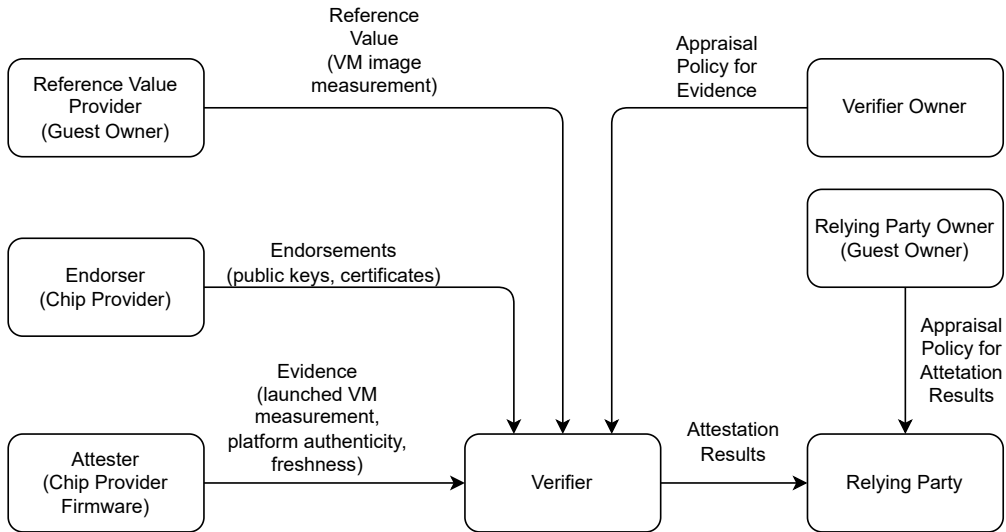 Reference
Value
(VM image
measurement)
Appraisal
Policy for
Evidence
Reference Value
Provider
(Guest Owner)
Verifier Owner
Relying Party Owner
(Guest Owner)
Endorsements
(public keys, certificates)
Endorser
(Chip Provider)
Appraisal
Policy for
Attetation
Results
Evidence
(launched VM
measurement,
platform authenticity,
freshness)
Attester
(Chip Provider
Firmware)
Verifier
Attestation
Results
Relying Party